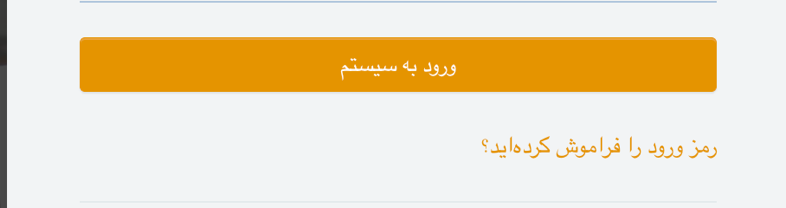 ورود به سیستم
رمز ورود را فراموش کرده‌اید؟